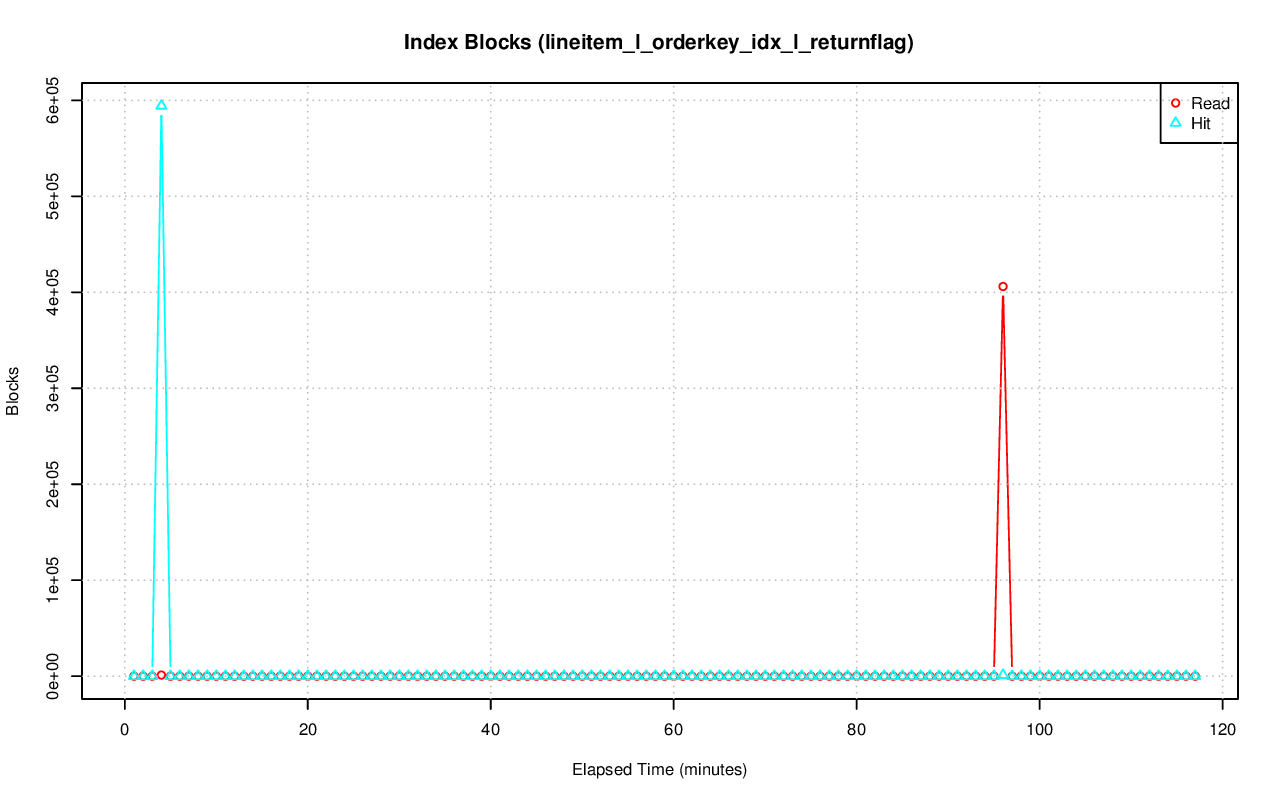 Index Blocks (lineitem_l_orderkey_idx_l_returnflag)
Read
Hit
Blocks
6e+05
5e+05
4e+05
3e+05
2e+05
1e+05
0e+00
0 20 40 60 80 100 120
Elapsed Time (minutes)